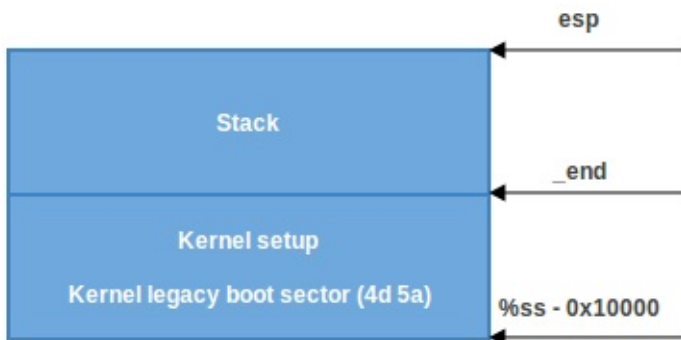 esp
Stack
_end
Kernel setup
Kernel legacy boot sector (4d 5a)
%ss - 0x10000